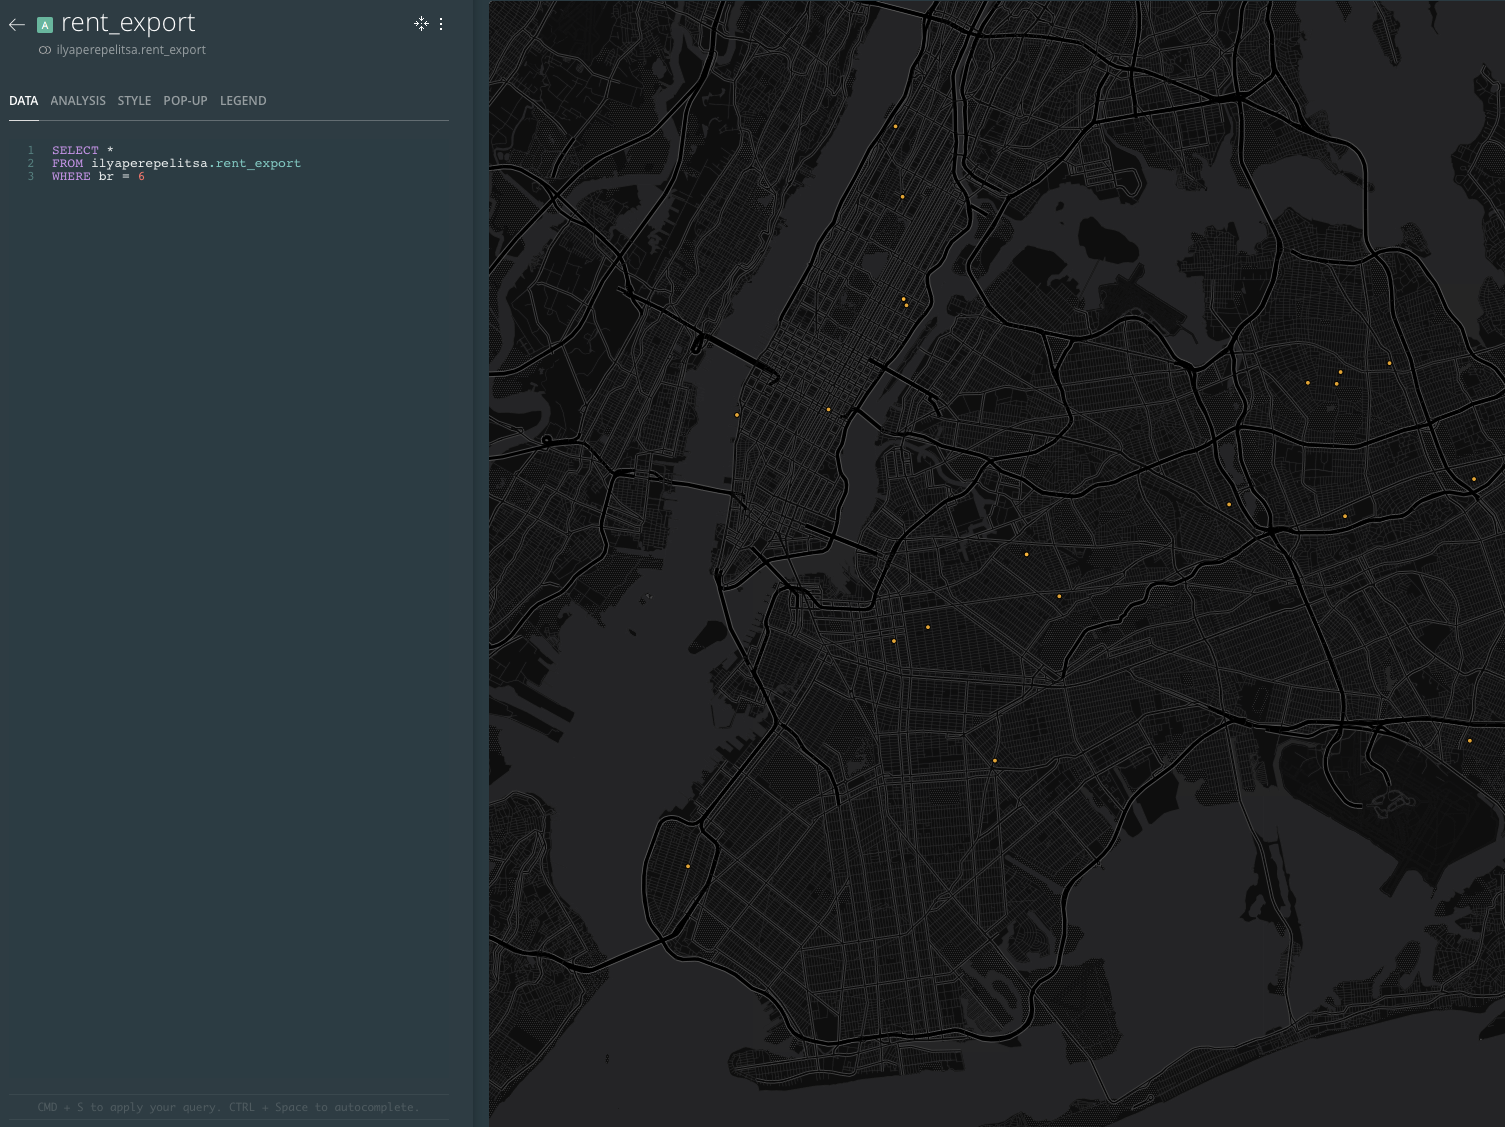 A rent_export
ilyaperepelitsa.rent_export
DATA ANALYSIS STYLE POP-UP LEGEND
1 SELECT *
2 FROM ilyaperepelitsa.rent_export
3 WHERE br = 6
CMD + S to apply your query. CTRL + Space to autocomplete.